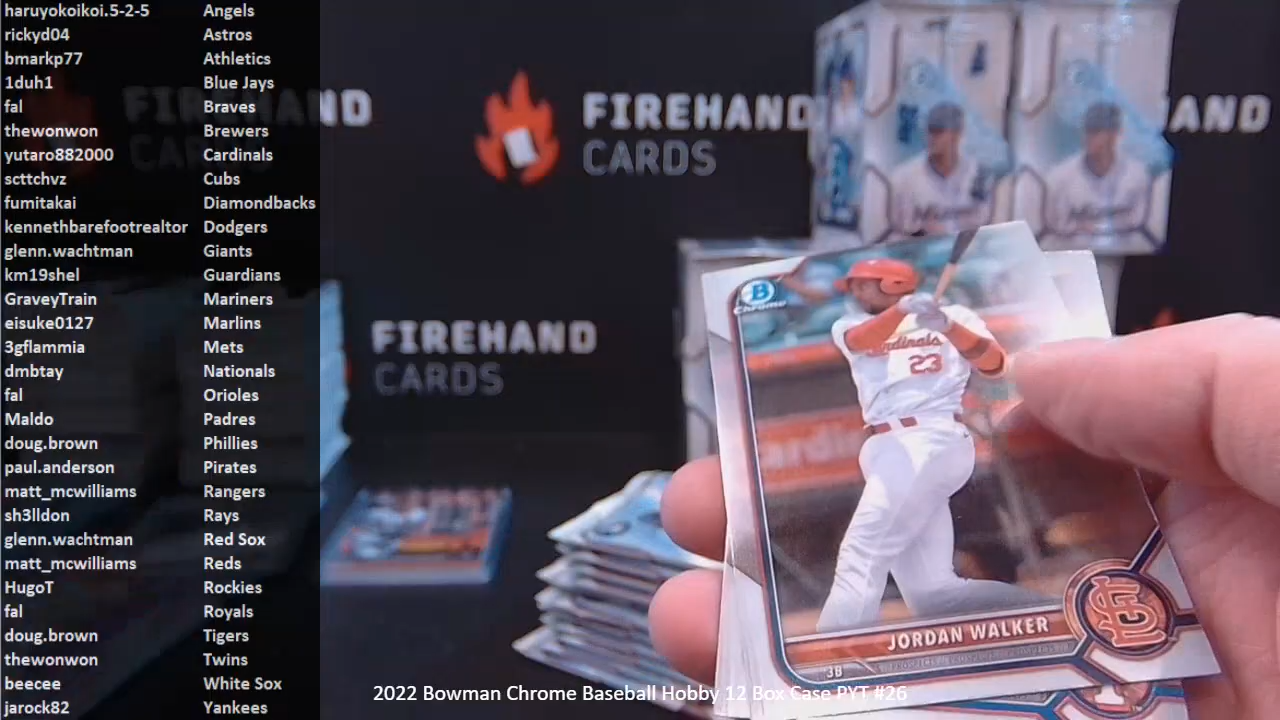 haruyokoikoi.5-2-5 Angels
rickyd04 Astros
bmarkp77 Athletics
1duh1 Blue Jays
fal Braves
thewonwon Brewers
yutaro882000 Cardinals
scttchvz Cubs
fumitakai Diamondbacks
kennethbarefootrealtor Dodgers
glenn.wachtman Giants
km19shel Guardians
GraveyTrain Mariners
eisuke0127 Marlins
3gflammia Mets
dmbtay Nationals
fal Orioles
Maldo Padres
doug.brown Phillies
paul.anderson Pirates
matt_mcwilliams Rangers
sh3lldon Rays
glenn.wachtman Red Sox
matt_mcwilliams Reds
HugoT Rockies
fal Royals
doug.brown Tigers
thewonwon Twins
beecee White Sox
jarock82 Yankees
FIREHAND
CARDS
FIREHAND
CARDS
FIREHAND
CARDS
AND
B
Chrome
Cardinals
23
JORDAN WALKER
3B
PROSPECTS
2022 Bowman Chrome Baseball Hobby 12 Box Case PYT #26